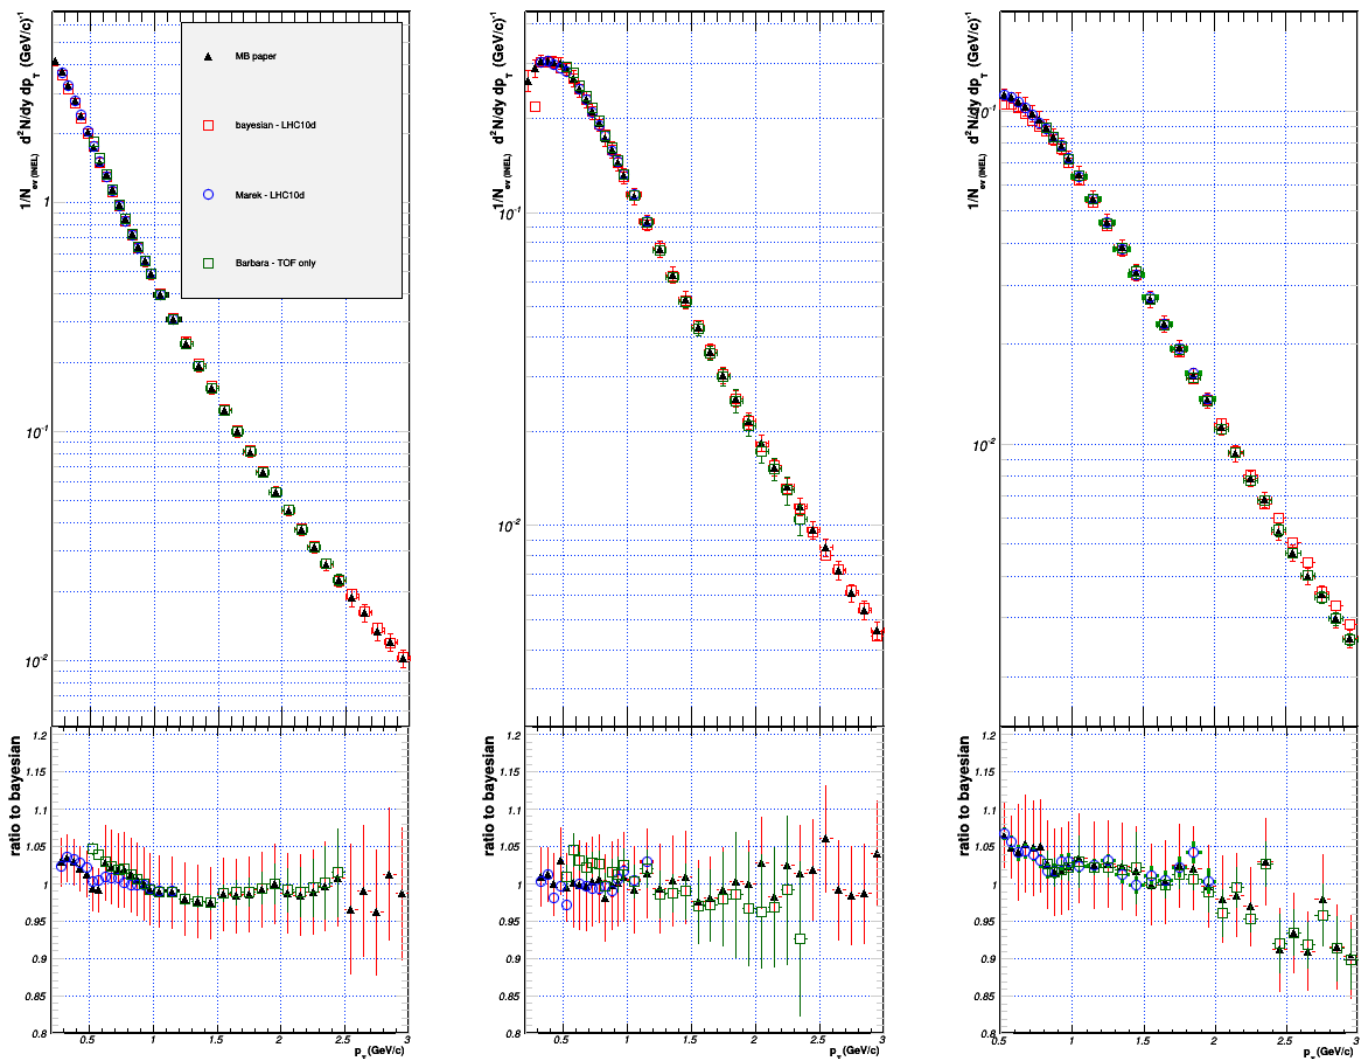 1/N_ev (INEL) d²N/dy dp_T (GeV/c)⁻¹
1
10⁻¹
10⁻²
MB paper
bayesian - LHC10d
Marek - LHC10d
Barbara - TOF only
1/N_ev (INEL) d²N/dy dp_T (GeV/c)⁻¹
10⁻¹
10⁻²
1/N_ev (INEL) d²N/dy dp_T (GeV/c)⁻¹
10⁻¹
10⁻²
ratio to bayesian
1.2
1.15
1.1
1.05
1
0.95
0.9
0.85
0.8
0.5 1 1.5 2 2.5 3
(GeV/c)
ratio to bayesian
1.2
1.15
1.1
1.05
1
0.95
0.9
0.85
0.8
0.5 1 1.5 2 2.5 3
(GeV/c)
ratio to bayesian
1.2
1.15
1.1
1.05
1
0.95
0.9
0.85
0.8
0.5 1 1.5 2 2.5 3
(GeV/c)